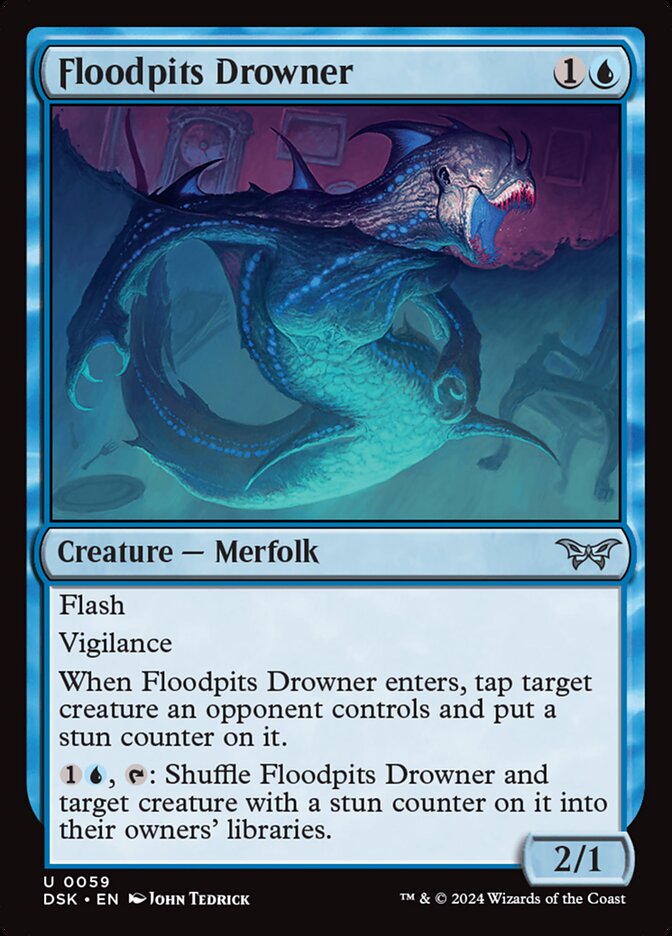 Floodpits Drowner 1
Creature — Merfolk
Flash
Vigilance
When Floodpits Drowner enters, tap target
creature an opponent controls and put a
stun counter on it.
1 , : Shuffle Floodpits Drowner and
target creature with a stun counter on it into
their owners’ libraries.
2/1
U 0059
DSK • EN John Tedrick
™ & © 2024 Wizards of the Coast